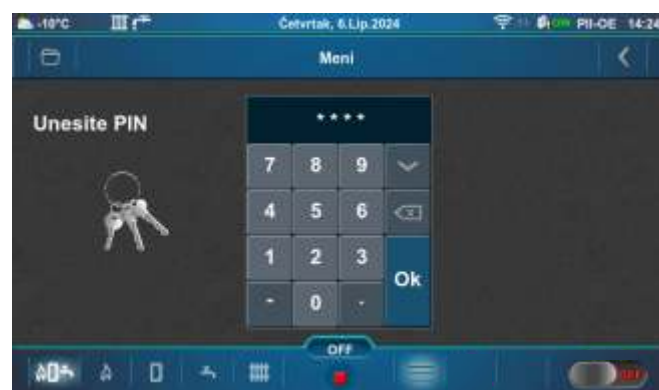 -10°C Četvrtak, 6.Lip.2024 PII-OE 14:24
Meni
Unesite PIN
****
7 8 9
4 5 6
1 2 3
Ok
- 0 .
OFF
OFF